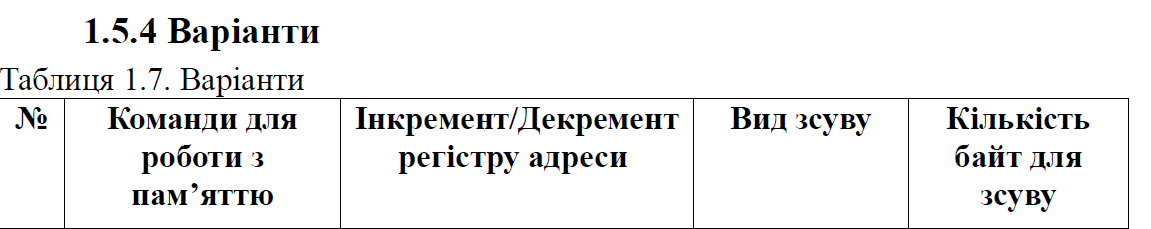 1.5.4 Варіанти
Таблиця 1.7. Варіанти
№
Команди для
роботи з
пам’яттю
Інкремент/Декремент
регістру адреси
Вид зсуву
Кількість
байт для
зсуву